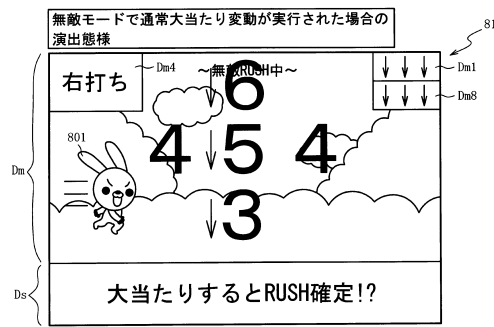 無敵モードで通常大当たり変動が実行された場合の
演出態様
81
右打ち
Dm4
～無敵RUSH中～
Dm1
Dm8
6
801
4 5 4
Dm
3
Ds
大当たりするとRUSH確定!?